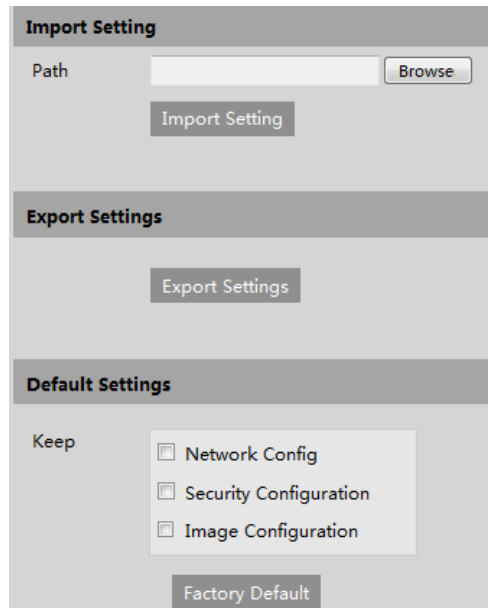 Import Setting
Path Browse
Import Setting
Export Settings
Export Settings
Default Settings
Keep
Network Config
Security Configuration
Image Configuration
Factory Default